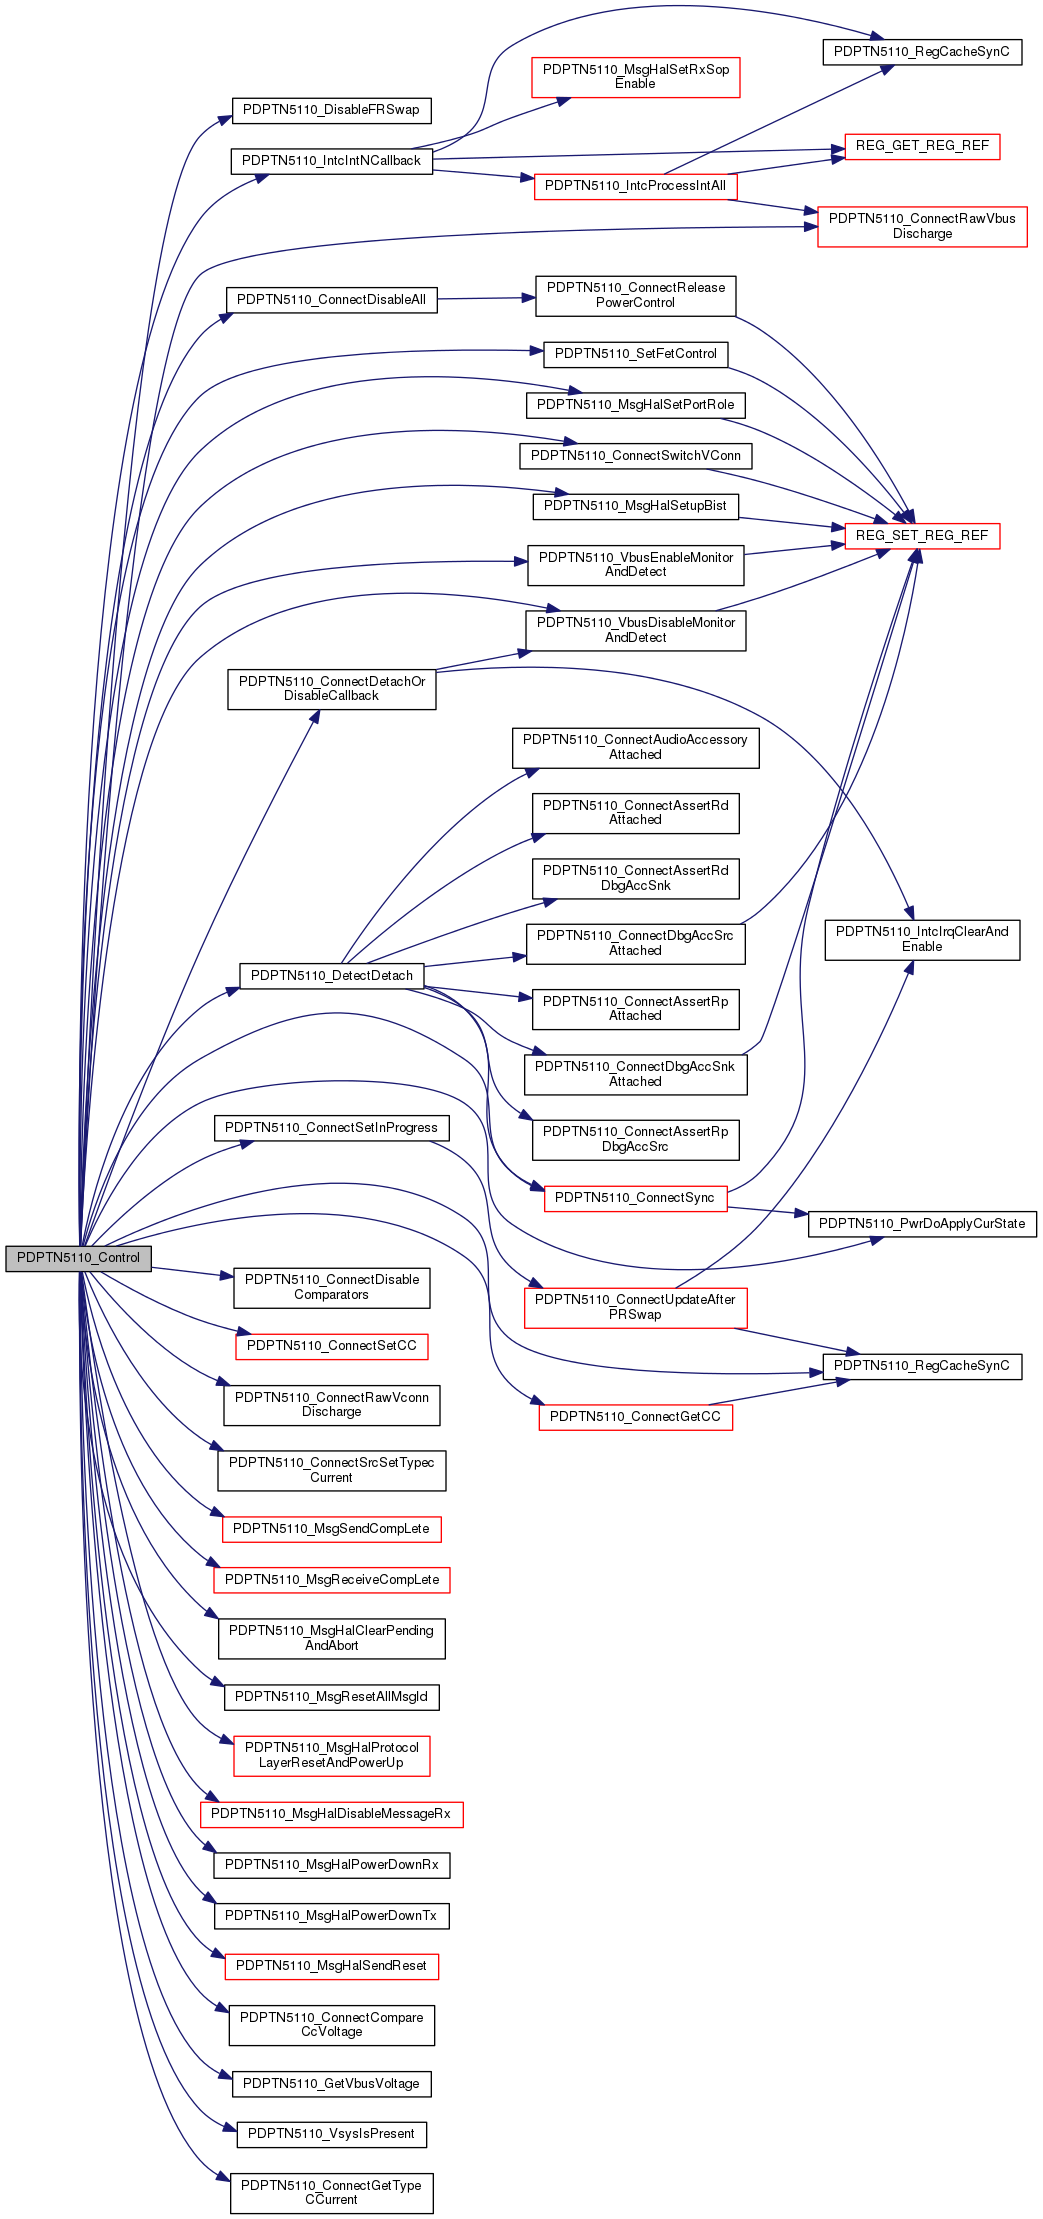 PDPTN5110_RegCacheSynC
PDPTN5110_MsgHalSetRxSop
Enable
PDPTN5110_DisableFRSwap
PDPTN5110_IntcIntNCallback
REG_GET_REG_REF
PDPTN5110_IntcProcessIntAll
PDPTN5110_ConnectRawVbus
Discharge
PDPTN5110_ConnectDisableAll
PDPTN5110_ConnectRelease
PowerControl
PDPTN5110_SetFetControl
PDPTN5110_MsgHalSetPortRole
PDPTN5110_ConnectSwitchVConn
PDPTN5110_MsgHalSetupBist
REG_SET_REG_REF
PDPTN5110_VbusEnableMonitor
AndDetect
PDPTN5110_VbusDisableMonitor
AndDetect
PDPTN5110_ConnectDetachOr
DisableCallback
PDPTN5110_ConnectAudioAccessory
Attached
PDPTN5110_ConnectAssertRd
Attached
PDPTN5110_ConnectAssertRd
DbgAccSnk
PDPTN5110_ConnectDbgAccSrc
Attached
PDPTN5110_IntcIrqClearAnd
Enable
PDPTN5110_DetectDetach
PDPTN5110_ConnectAssertRp
Attached
PDPTN5110_ConnectDbgAccSnk
Attached
PDPTN5110_ConnectSetInProgress
PDPTN5110_ConnectAssertRp
DbgAccSrc
PDPTN5110_ConnectSync
PDPTN5110_PwrDoApplyCurState
PDPTN5110_Control
PDPTN5110_ConnectDisable
Comparators
PDPTN5110_ConnectUpdateAfter
PRSwap
PDPTN5110_ConnectSetCC
PDPTN5110_RegCacheSynC
PDPTN5110_ConnectRawVconn
Discharge
PDPTN5110_ConnectGetCC
PDPTN5110_ConnectSrcSetTypec
Current
PDPTN5110_MsgSendCompLete
PDPTN5110_MsgReceiveCompLete
PDPTN5110_MsgHalClearPending
AndAbort
PDPTN5110_MsgResetAllMsgId
PDPTN5110_MsgHalProtocol
LayerResetAndPowerUp
PDPTN5110_MsgHalDisableMessageRx
PDPTN5110_MsgHalPowerDownRx
PDPTN5110_MsgHalPowerDownTx
PDPTN5110_MsgHalSendReset
PDPTN5110_ConnectCompare
CcVoltage
PDPTN5110_GetVbusVoltage
PDPTN5110_VsysIsPresent
PDPTN5110_ConnectGetType
CCurrent